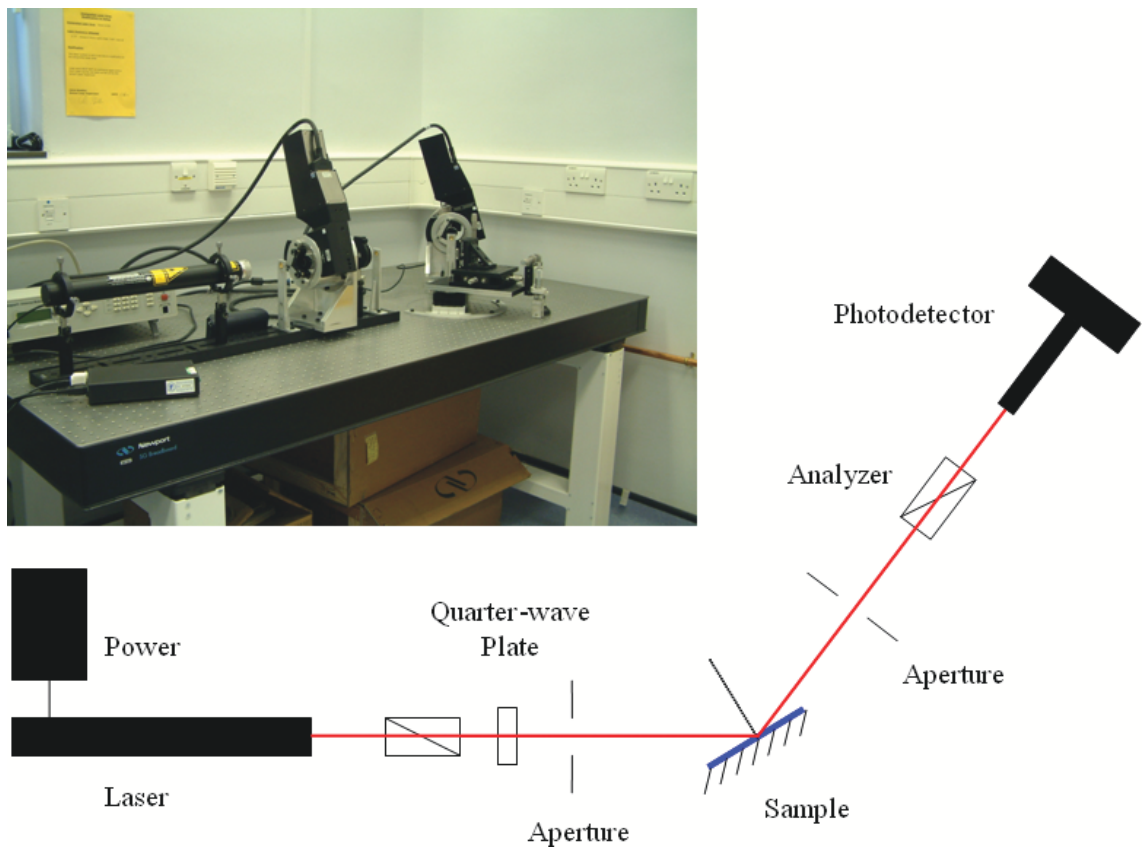 Newport
Photodetector
Analyzer
Quarter-wave
Plate
Power
Aperture
Laser
Sample
Aperture